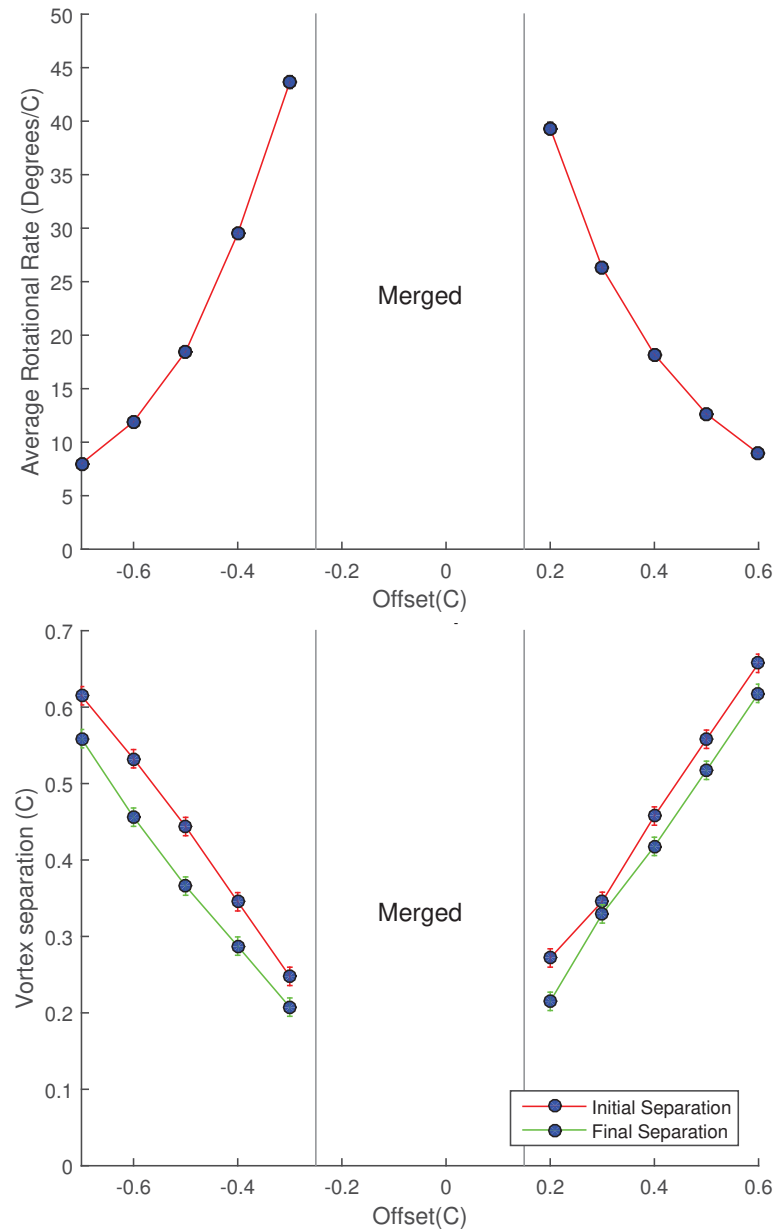 50
45
40
35
30
25
20
15
10
5
0
Average Rotational Rate (Degrees/C)
Merged
-0.6 -0.4 -0.2 0 0.2 0.4 0.6
Offset(C)
0.7
0.6
0.5
0.4
0.3
0.2
0.1
0
Vortex separation (C)
Merged
Initial Separation
Final Separation
-0.6 -0.4 -0.2 0 0.2 0.4 0.6
Offset(C)